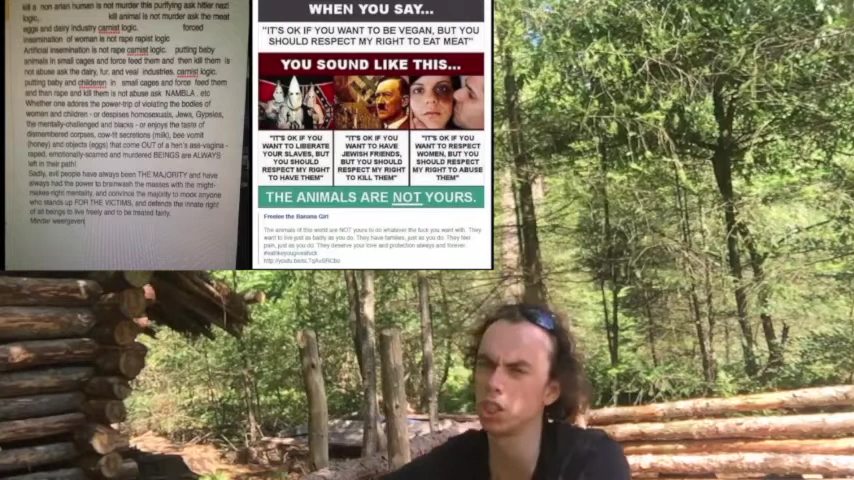 kill a non arian human is not murder this purifying ask hitler nazi
logic. kill animal is not murder ask the meat
eggs and dairy industry carnist logic. forced
insemination of woman is not rape rapist logic
Artificial insemination is not rape carnist logic. putting baby
animals in small cages and force feed them and then kill them is
not abuse ask the dairy, fur, and veal industries. carnist logic.
putting baby and childeren in small cages and force feed them
and then rape and kill them is not abuse ask NAMBLA . etc
Whether one adores the power-trip of violating the bodies of
women and children - or despises homosexuals, Jews, Gypsies,
the mentally-challenged and blacks - or enjoys the taste of
dismembered corpses, cow-tit secretions (milk), bee vomit
(honey) and objects (eggs) that come OUT of a hen's ass-vagina -
raped, emotionally-scarred and murdered BEINGS are ALWAYS
left in their path!
Sadly, evil people have always been THE MAJORITY and have
always had the power to brainwash the masses with the might-
makes-right mentality, and convince the majority to mock anyone
who stands up FOR THE VICTIMS, and defends the innate right
of all beings to live freely and to be treated fairly.
Minder weergeven
WHEN YOU SAY...
"IT'S OK IF YOU WANT TO BE VEGAN, BUT YOU
SHOULD RESPECT MY RIGHT TO EAT MEAT"
YOU SOUND LIKE THIS...
"IT'S OK IF YOU
WANT TO LIBERATE
YOUR SLAVES, BUT
YOU SHOULD
RESPECT MY RIGHT
TO HAVE THEM"
"IT'S OK IF YOU
WANT TO HAVE
JEWISH FRIENDS,
BUT YOU SHOULD
RESPECT MY RIGHT
TO KILL THEM"
"IT'S OK IF YOU
WANT TO RESPECT
WOMEN, BUT YOU
SHOULD RESPECT
MY RIGHT TO ABUSE
THEM"
THE ANIMALS ARE NOT YOURS.
Freelee the Banana Girl
The animals of this world are NOT yours to do whatever the fuck you want with. They
want to live just as badly as you do. They have families, just as you do. They feel
pain, just as you do. They deserve your love and protection always and forever.